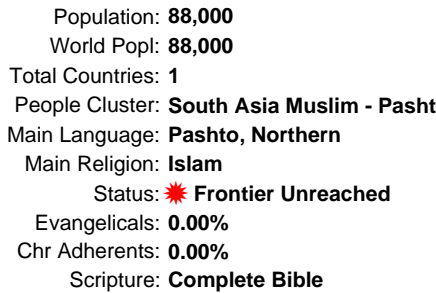 Population: 88,000
World Popl: 88,000
Total Countries: 1
People Cluster: South Asia Muslim - Pasht
Main Language: Pashto, Northern
Main Religion: Islam
Status: Frontier Unreached
Evangelicals: 0.00%
Chr Adherents: 0.00%
Scripture: Complete Bible